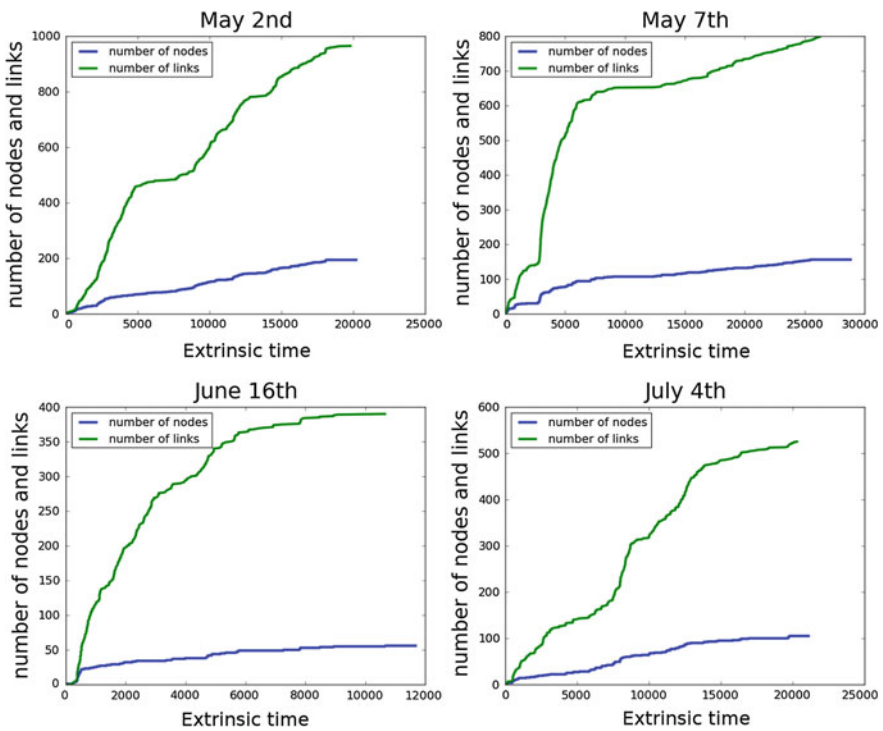 May 2nd
number of nodes and links
1000
800
600
400
200
0
number of nodes
number of links
0 5000 10000 15000 20000 25000
Extrinsic time
May 7th
number of nodes and links
800
700
600
500
400
300
200
100
0
number of nodes
number of links
0 5000 10000 15000 20000 25000 30000
Extrinsic time
June 16th
number of nodes and links
400
350
300
250
200
150
100
50
0
number of nodes
number of links
0 2000 4000 6000 8000 10000 12000
Extrinsic time
July 4th
number of nodes and links
600
500
400
300
200
100
0
number of nodes
number of links
0 5000 10000 15000 20000 25000
Extrinsic time